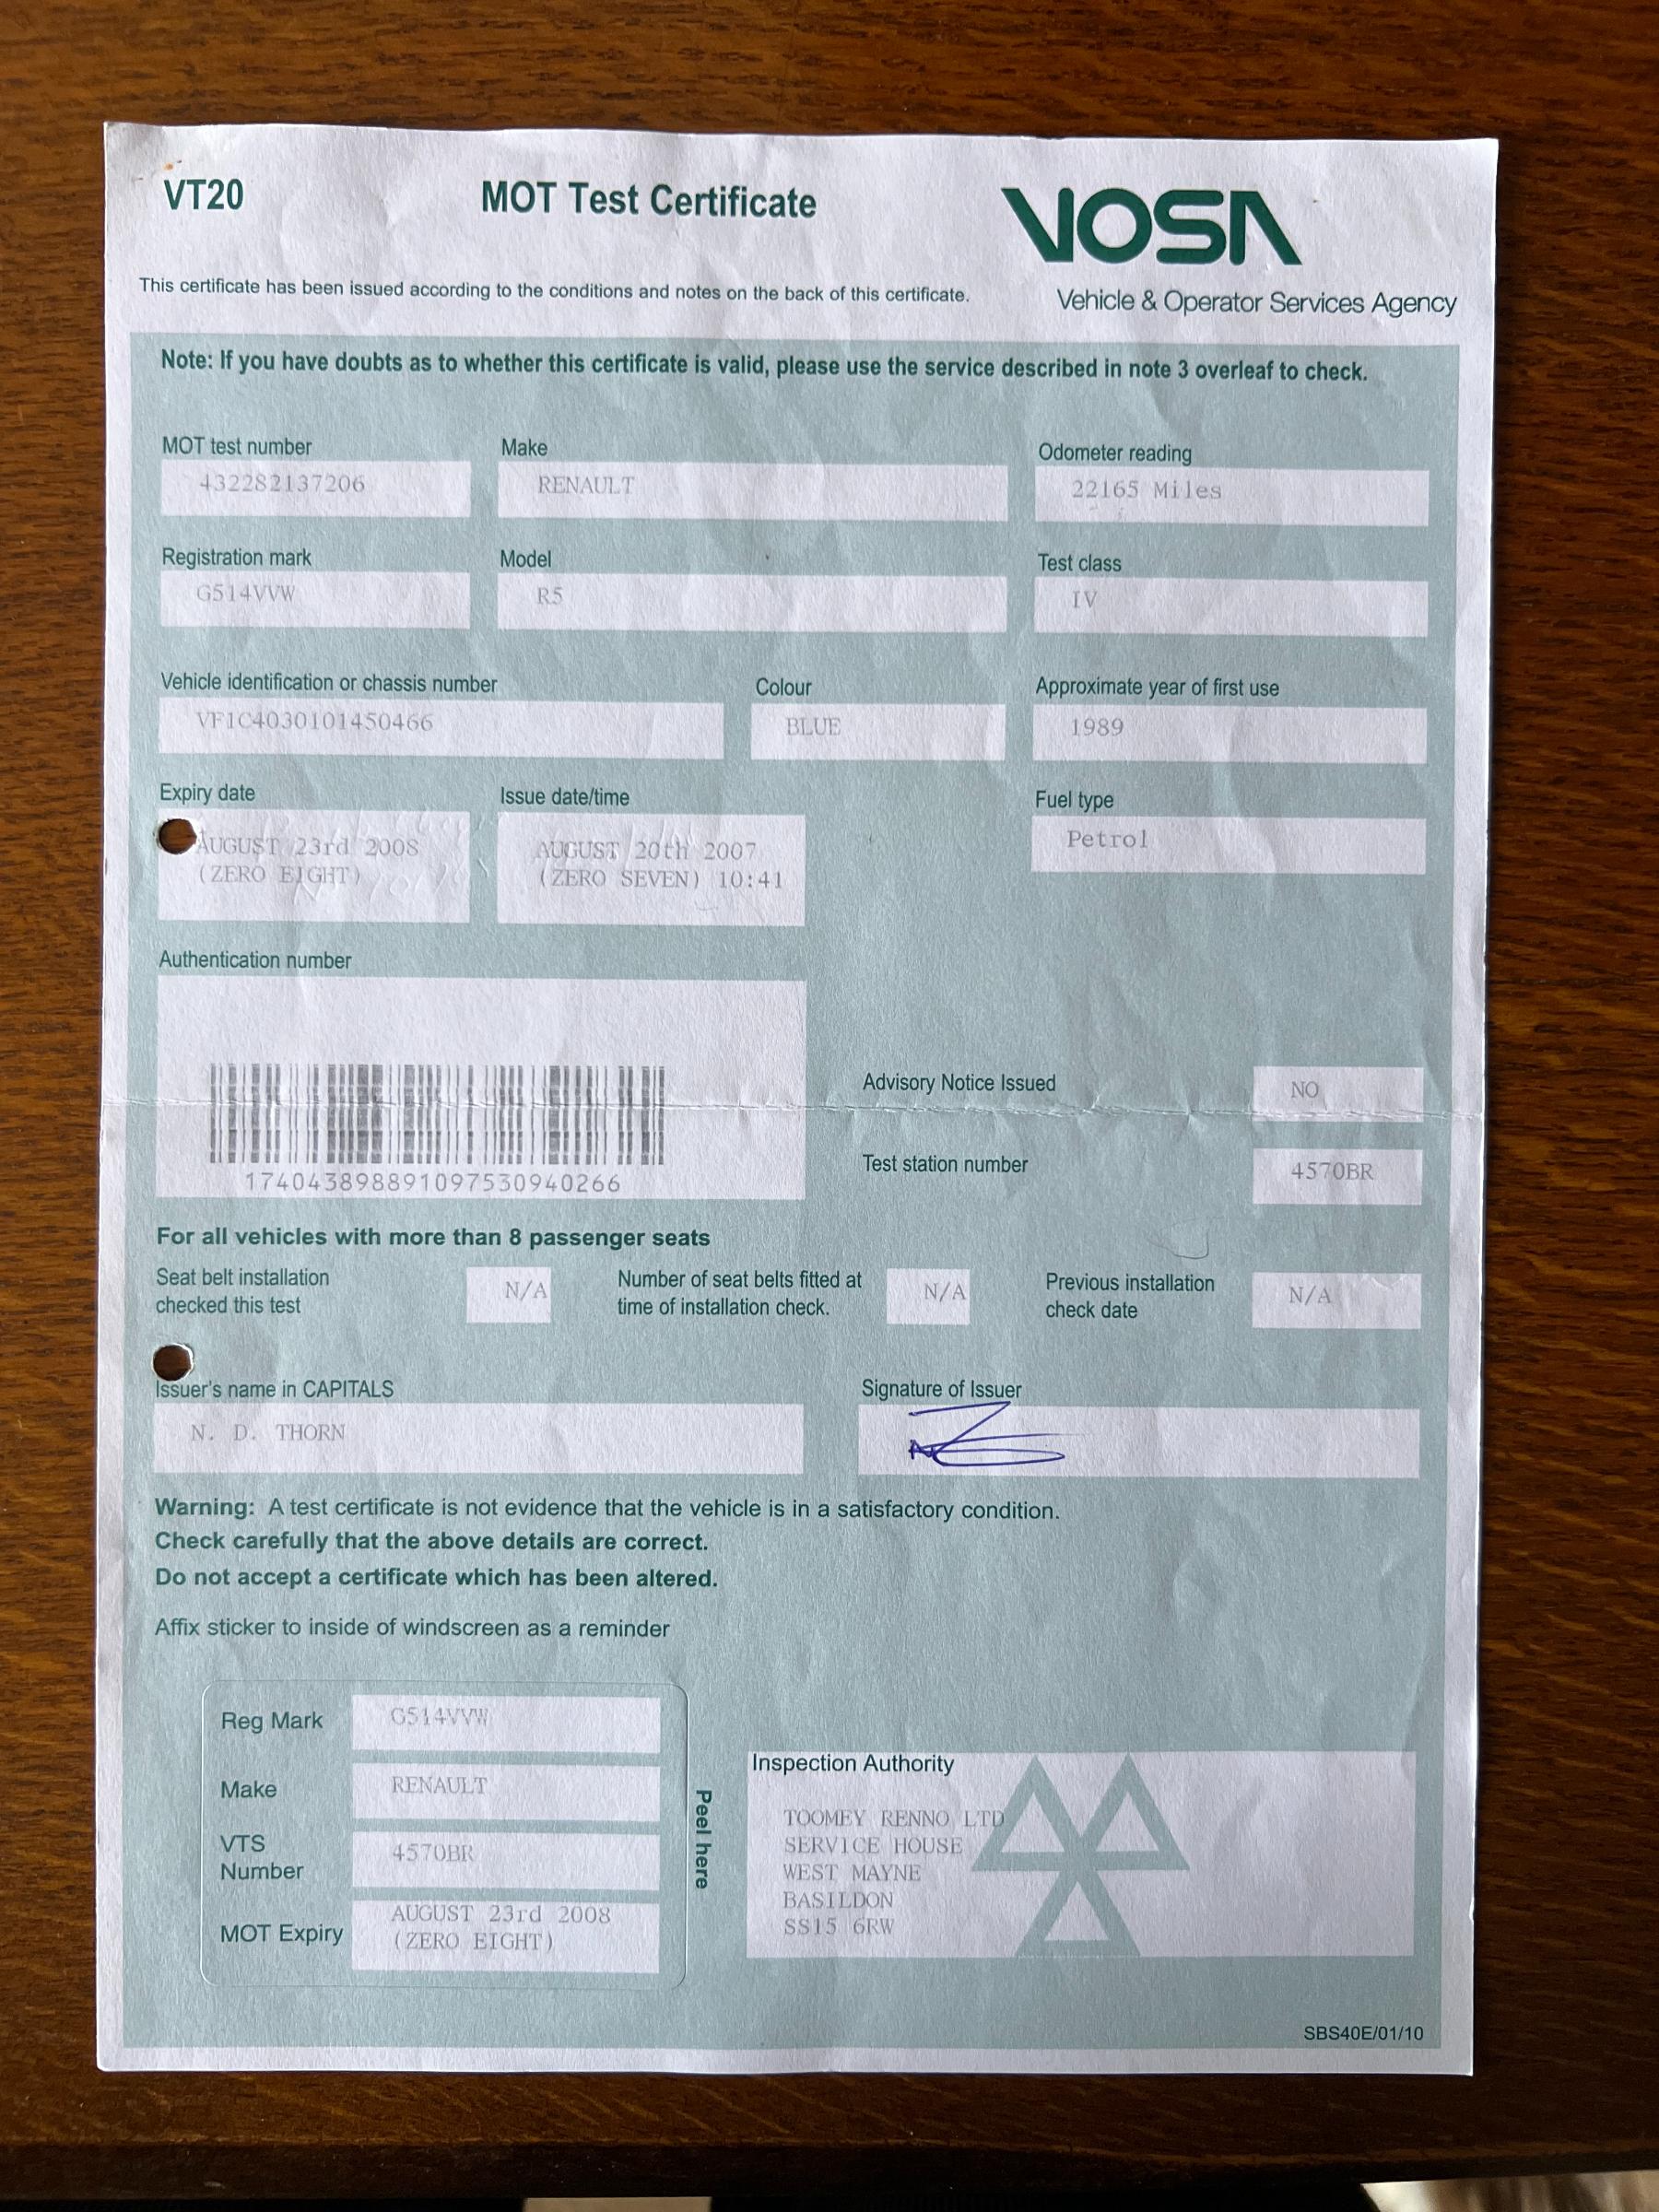 VT20
MOT Test Certificate
VOSA
Vehicle & Operator Services Agency
This certificate has been issued according to the conditions and notes on the back of this certificate.
Note: If you have doubts as to whether this certificate is valid, please use the service described in note 3 overleaf to check.
MOT test number
432282137206
Make
RENAULT
Odometer reading
22165 Miles
Registration mark
G514VVW
Model
R5
Test class
IV
Vehicle identification or chassis number
VF1C4030101450466
Colour
BLUE
Approximate year of first use
1989
Expiry date
AUGUST 23rd 2008
(ZERO EIGHT)
Issue date/time
AUGUST 20th 2007
(ZERO SEVEN) 10:41
Fuel type
Petrol
Authentication number
174043898891097530940266
Advisory Notice Issued
NO
Test station number
4570BR
For all vehicles with more than 8 passenger seats
Seat belt installation
checked this test
N/A
Number of seat belts fitted at
time of installation check.
N/A
Previous installation
check date
N/A
Issuer's name in CAPITALS
N. D. THORN
Signature of Issuer
Warning: A test certificate is not evidence that the vehicle is in a satisfactory condition.
Check carefully that the above details are correct.
Do not accept a certificate which has been altered.
Affix sticker to inside of windscreen as a reminder
Reg Mark
G514VVW
Make
RENAULT
VTS
Number
4570BR
MOT Expiry
AUGUST 23rd 2008
(ZERO EIGHT)
Peel here
Inspection Authority
TOOMEY RENNO LTD
SERVICE HOUSE
WEST MAYNE
BASILDON
SS15 6RW
SBS40E/01/10